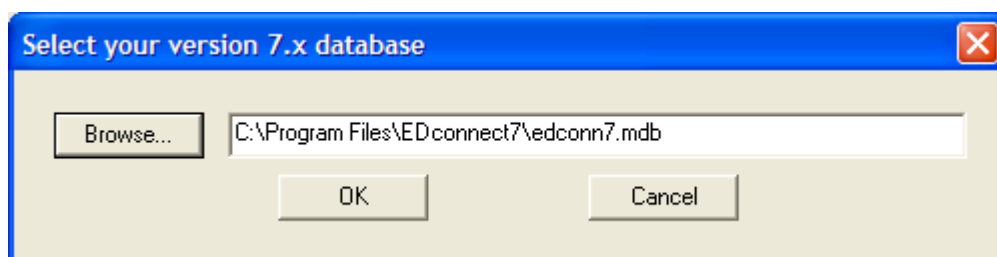 Select your version 7.x database
Browse... C:\Program Files\EDconnect7\edconn7.mdb
OK Cancel